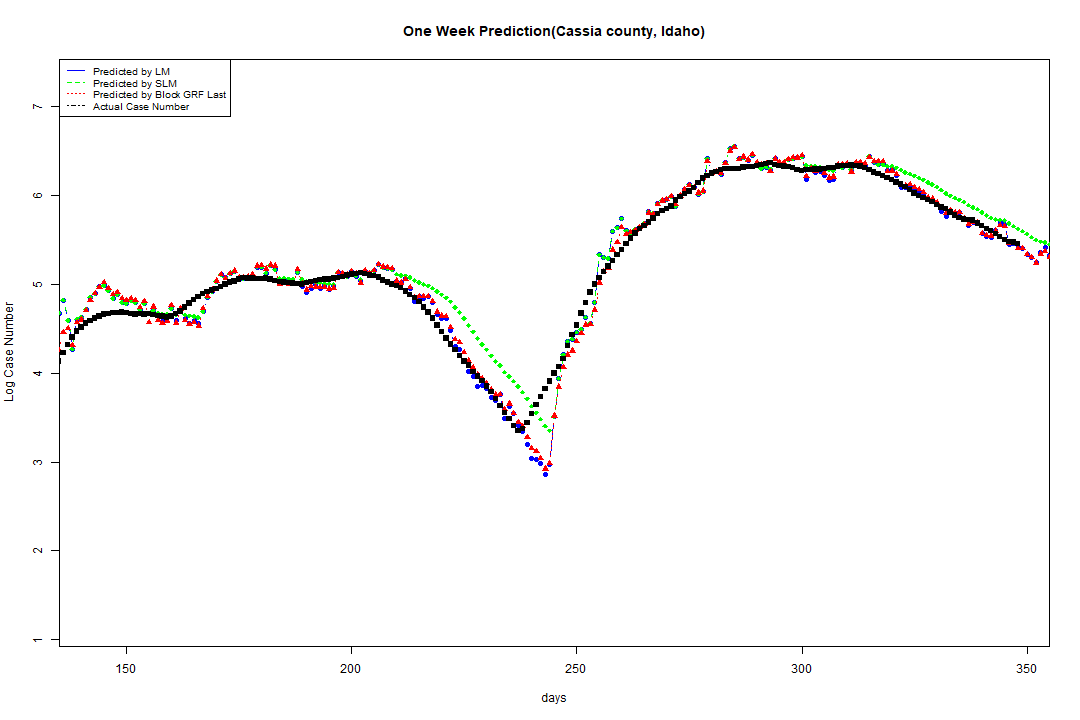 One Week Prediction(Cassia county, Idaho)
Predicted by LM
Predicted by SLM
Predicted by Block GRF Last
Actual Case Number
7
6
5
4
3
2
1
Log Case Number
150 200 250 300 350
days